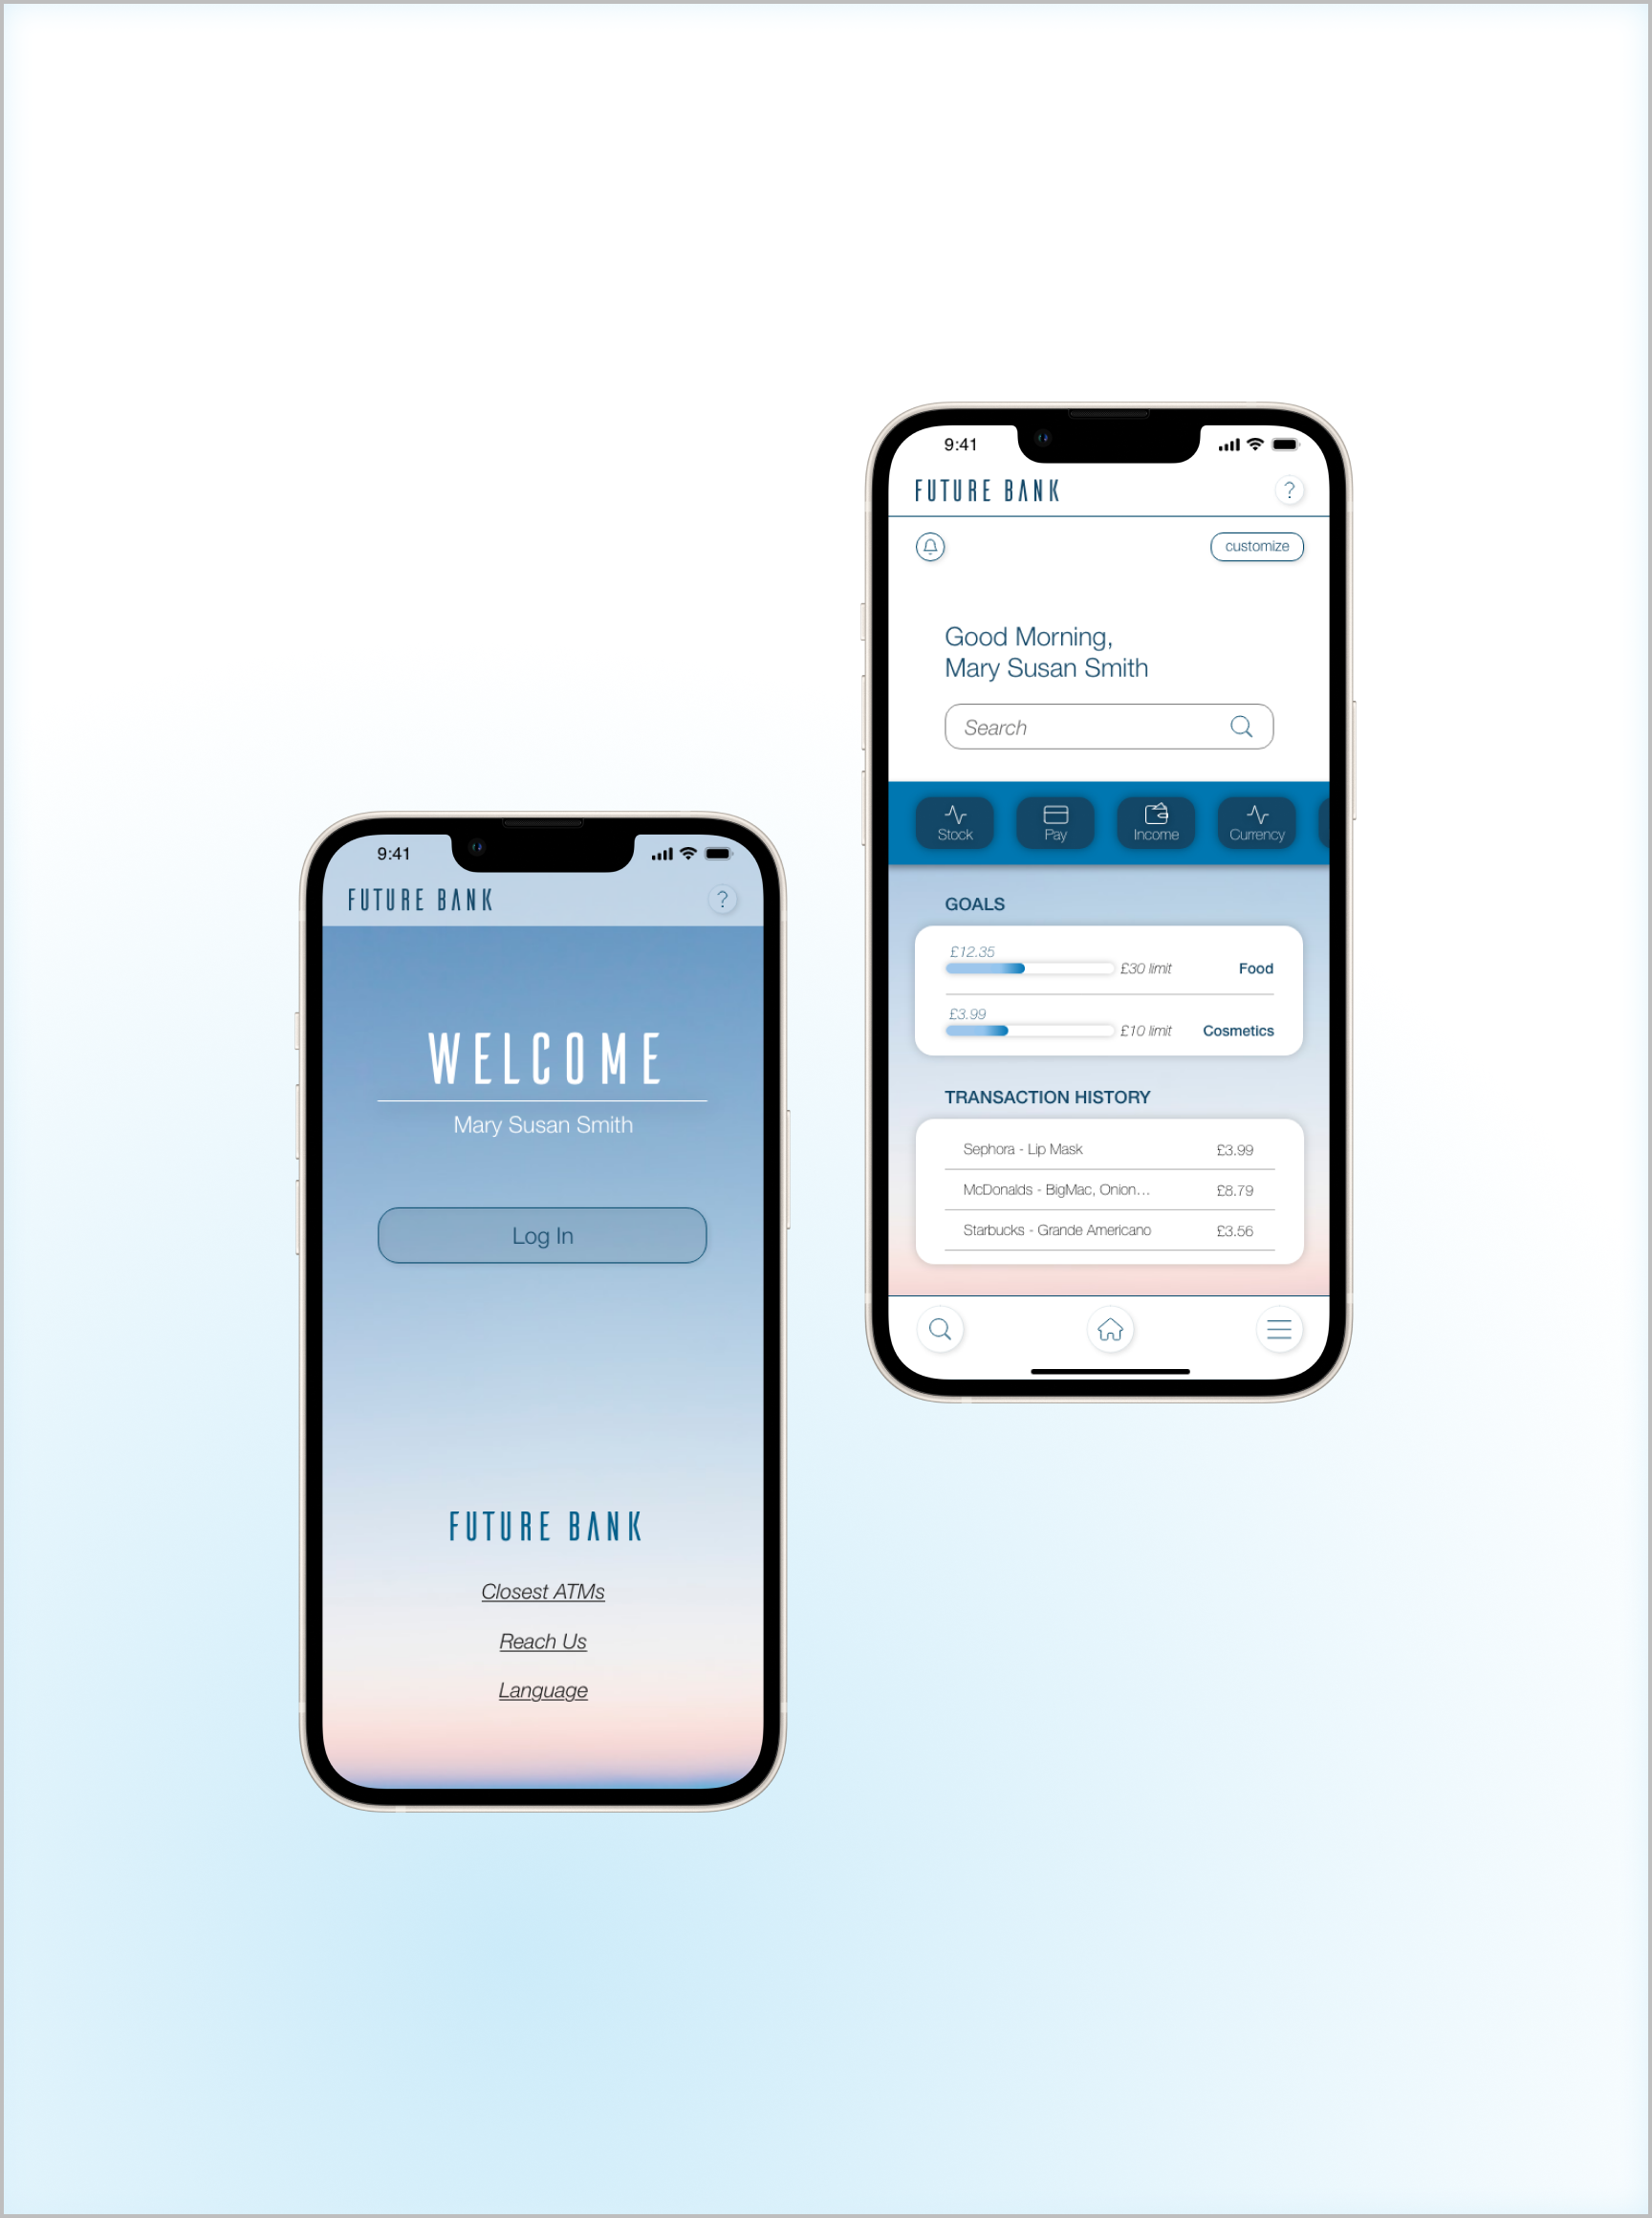 9:41
FUTURE BANK
?
WELCOME
Mary Susan Smith
Log In
FUTURE BANK
Closest ATMs
Reach Us
Language
9:41
FUTURE BANK
?
customize
Good Morning,
Mary Susan Smith
Search
Stock Pay Income Currency
GOALS
£12.35
£30 limit Food
£3.99
£10 limit Cosmetics
TRANSACTION HISTORY
Sephora - Lip Mask £3.99
McDonalds - BigMac, Onion... £8.79
Starbucks - Grande Americano £3.56